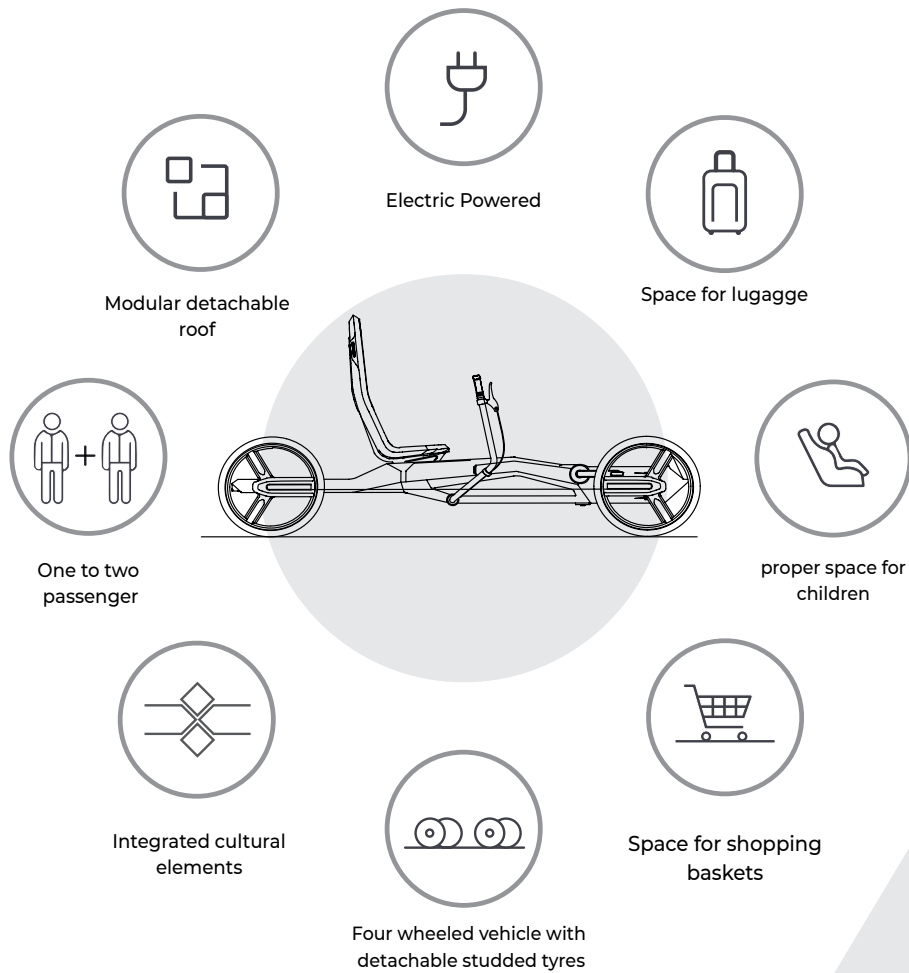 Electric Powered
Modular detachable
roof
Space for lugagge
One to two
passenger
proper space for
children
Integrated cultural
elements
Space for shopping
baskets
Four wheeled vehicle with
detachable studded tyres